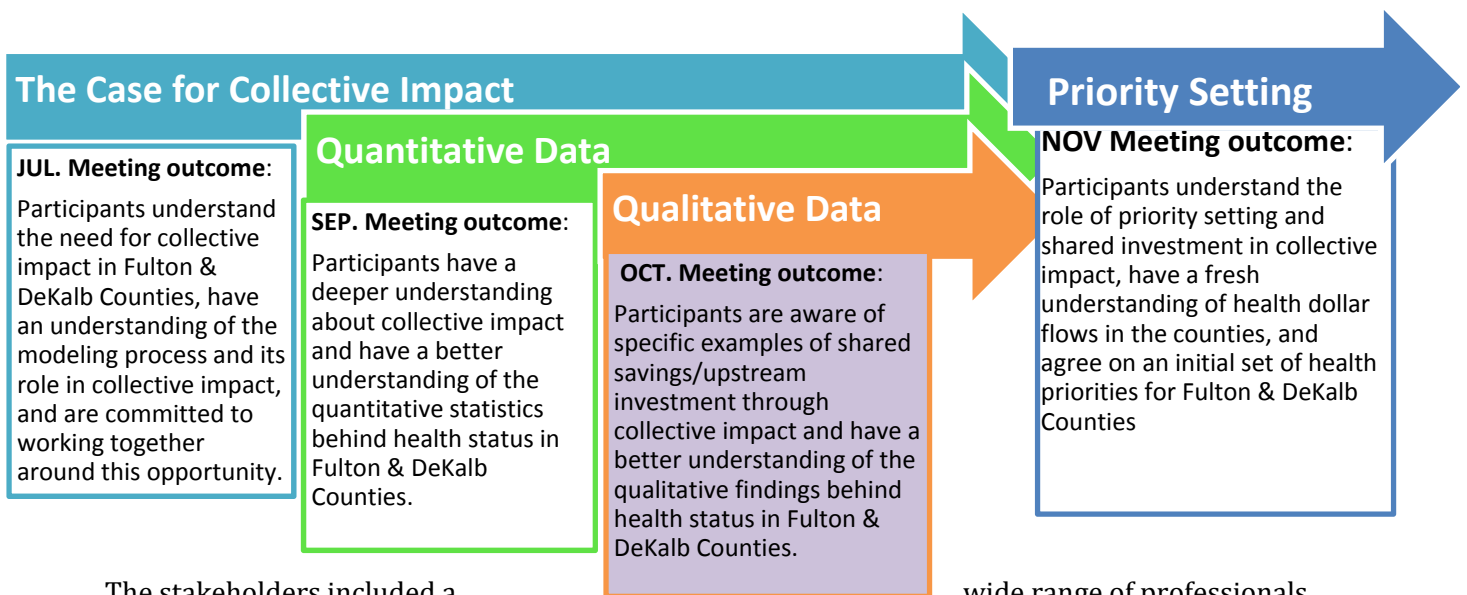 The Case for Collective Impact
JUL. Meeting outcome:
Participants understand
the need for collective
impact in Fulton &
DeKalb Counties, have
an understanding of the
modeling process and its
role in collective impact,
and are committed to
working together
around this opportunity.
Quantitative Data
SEP. Meeting outcome:
Participants have a
deeper understanding
about collective impact
and have a better
understanding of the
quantitative statistics
behind health status in
Fulton & DeKalb
Counties.
Qualitative Data
OCT. Meeting outcome:
Participants are aware of
specific examples of shared
savings/upstream
investment through
collective impact and have a
better understanding of the
qualitative findings behind
health status in Fulton &
DeKalb Counties.
Priority Setting
NOV Meeting outcome:
Participants understand the
role of priority setting and
shared investment in collective
impact, have a fresh
understanding of health dollar
flows in the counties, and
agree on an initial set of health
priorities for Fulton & DeKalb
Counties
The stakeholders included a wide range of professionals